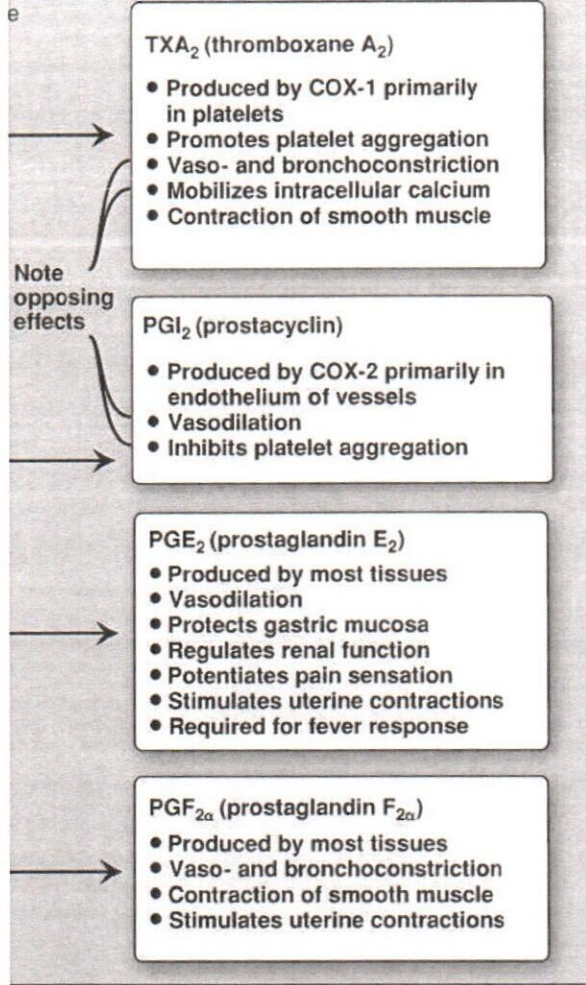 e
TXA₂ (thromboxane A₂)
• Produced by COX-1 primarily
in platelets
• Promotes platelet aggregation
• Vaso- and bronchoconstriction
• Mobilizes intracellular calcium
• Contraction of smooth muscle
Note
opposing
effects
PGI₂ (prostacyclin)
• Produced by COX-2 primarily in
endothelium of vessels
• Vasodilation
• Inhibits platelet aggregation
PGE₂ (prostaglandin E₂)
• Produced by most tissues
• Vasodilation
• Protects gastric mucosa
• Regulates renal function
• Potentiates pain sensation
• Stimulates uterine contractions
• Required for fever response
PGF₂α (prostaglandin F₂α)
• Produced by most tissues
• Vaso- and bronchoconstriction
• Contraction of smooth muscle
• Stimulates uterine contractions